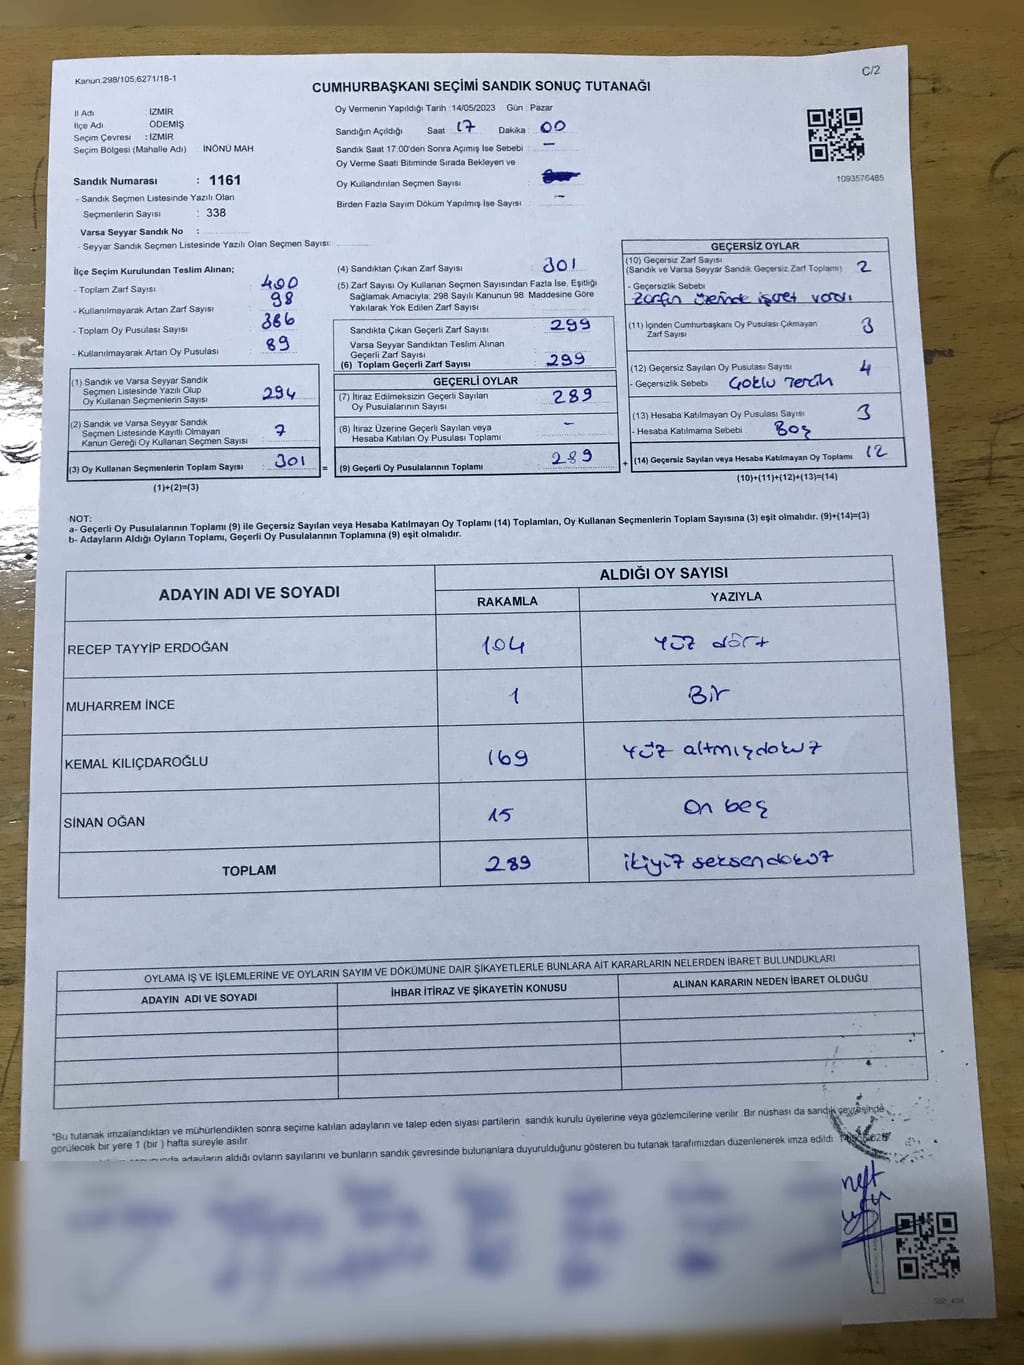 Kanun:298/105;6271/16-1
C/2
CUMHURBAŞKANI SEÇİMİ SANDIK SONUÇ TUTANAĞI
İl Adı İZMİR
İlçe Adı ÖDEMİŞ
Seçim Çevresi : İZMİR
Seçim Bölgesi (Mahalle Adı) İNÖNÜ MAH
Sandık Numarası : 1161
- Sandık Seçmen Listesinde Yazılı Olan
Seçmenlerin Sayısı : 338
Varsa Seyyar Sandık No :
- Seyyar Sandık Seçmen Listesinde Yazılı Olan Seçmen Sayısı:
Oy Vermenin Yapıldığı Tarih : 14/05/2023 Gün : Pazar
Sandığın Açıldığı Saat 17 Dakika : 00
Sandık Saat 17:00'den Sonra Açımış İse Sebebi : —
Oy Verme Saati Bitiminde Sırada Bekleyen ve
Oy Kullandırılan Seçmen Sayısı :
Birden Fazla Sayım Döküm Yapılmış İse Sayısı : —
1093576485
İlçe Seçim Kurulundan Teslim Alınan;
- Toplam Zarf Sayısı : 400
- Kullanılmayarak Artan Zarf Sayısı : 98
- Toplam Oy Pusulası Sayısı : 386
- Kullanılmayarak Artan Oy Pusulası : 89
(1) Sandık ve Varsa Seyyar Sandık
Seçmen Listesinde Yazılı Olup
Oy Kullanan Seçmenlerin Sayısı : 294
(2) Sandık ve Varsa Seyyar Sandık
Seçmen Listesinde Kayıtlı Olmayan
Kanun Gereği Oy Kullanan Seçmen Sayısı : 7
(3) Oy Kullanan Seçmenlerin Toplam Sayısı : 301 =
(1)+(2)=(3)
(4) Sandıktan Çıkan Zarf Sayısı : 301
(5) Zarf Sayısı Oy Kullanan Seçmen Sayısından Fazla İse, Eşitliği
Sağlamak Amacıyla; 298 Sayılı Kanunun 98. Maddesine Göre
Yakılarak Yok Edilen Zarf Sayısı :
Sandıkta Çıkan Geçerli Zarf Sayısı : 299
Varsa Seyyar Sandıktan Teslim Alınan
Geçerli Zarf Sayısı :
(6) Toplam Geçerli Zarf Sayısı : 299
GEÇERLİ OYLAR
(7) İtiraz Edilmeksizin Geçerli Sayılan
Oy Pusulalarının Sayısı : 289
(8) İtiraz Üzerine Geçerli Sayılan veya
Hesaba Katılan Oy Pusulası Toplamı : —
(9) Geçerli Oy Pusulalarının Toplamı : 289 +
GEÇERSİZ OYLAR
(10) Geçersiz Zarf Sayısı
(Sandık ve Varsa Seyyar Sandık Geçersiz Zarf Toplamı) : 2
- Geçersizlik Sebebi :
Zarfın üzerinde işaret vardı
(11) İçinden Cumhurbaşkanı Oy Pusulası Çıkmayan
Zarf Sayısı : 3
(12) Geçersiz Sayılan Oy Pusulası Sayısı : 4
- Geçersizlik Sebebi : Çoklu Tercih
(13) Hesaba Katılmayan Oy Pusulası Sayısı : 3
- Hesaba Katılmama Sebebi : Boş
(14) Geçersiz Sayılan veya Hesaba Katılmayan Oy Toplamı : 12
(10)+(11)+(12)+(13)=(14)
NOT:
a- Geçerli Oy Pusulalarının Toplamı (9) ile Geçersiz Sayılan veya Hesaba Katılmayan Oy Toplamı (14) Toplamları, Oy Kullanan Seçmenlerin Toplam Sayısına (3) eşit olmalıdır. (9)+(14)=(3)
b- Adayların Aldığı Oyların Toplamı, Geçerli Oy Pusulalarının Toplamına (9) eşit olmalıdır.
ADAYIN ADI VE SOYADI ALDIĞI OY SAYISI
RAKAMLA YAZIYLA
RECEP TAYYİP ERDOĞAN 104 Yüz dört
MUHARREM İNCE 1 Bir
KEMAL KILIÇDAROĞLU 169 Yüz altmışdokuz
SİNAN OĞAN 15 On beş
TOPLAM 289 ikiyüz seksendokuz
OYLAMA İŞ VE İŞLEMLERİNE VE OYLARIN SAYIM VE DÖKÜMÜNE DAİR ŞİKAYETLERLE BUNLARA AİT KARARLARIN NELERDEN İBARET BULUNDUKLARI
ADAYIN ADI VE SOYADI İHBAR İTİRAZ VE ŞİKAYETİN KONUSU ALINAN KARARIN NEDEN İBARET OLDUĞU
"Bu tutanak imzalandıktan ve mühürlendikten sonra seçime katılan adayların ve talep eden siyasi partilerin sandık kurulu üyelerine veya gözlemcilerine verilir. Bir nüshası da sandık çevresinde
görülecek bir yere 1 (bir ) hafta süreyle asılır.
adayların aldığı oyların sayılarını ve bunların sandık çevresinde bulunanlara duyurulduğunu gösteren bu tutanak tarafımızdan düzenlenerek imza edildi